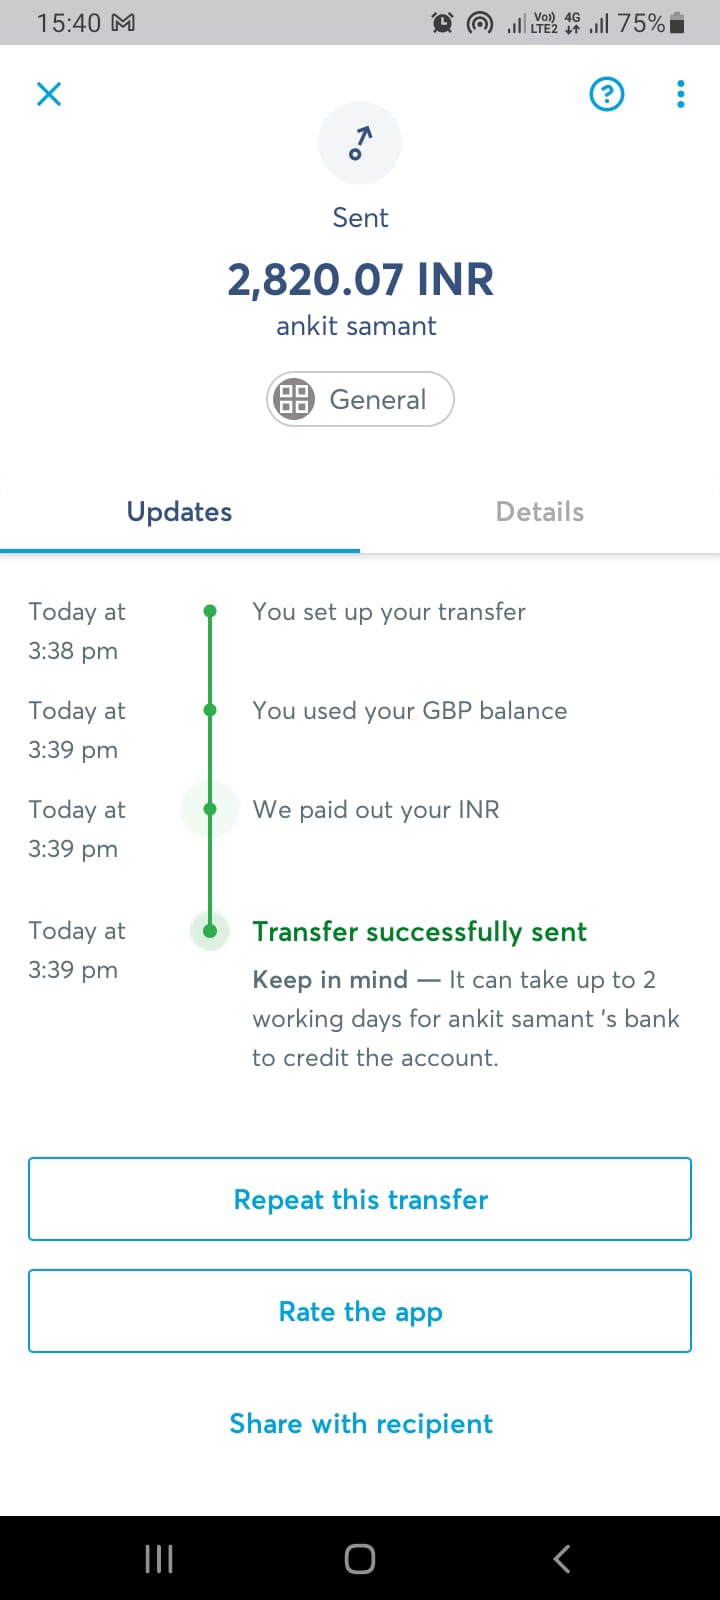 15:40
Vo) 4G
LTE2 75%
?
Sent
2,820.07 INR
ankit samant
General
Updates Details
Today at You set up your transfer
3:38 pm
Today at You used your GBP balance
3:39 pm
Today at We paid out your INR
3:39 pm
Today at Transfer successfully sent
3:39 pm Keep in mind — It can take up to 2
working days for ankit samant 's bank
to credit the account.
Repeat this transfer
Rate the app
Share with recipient